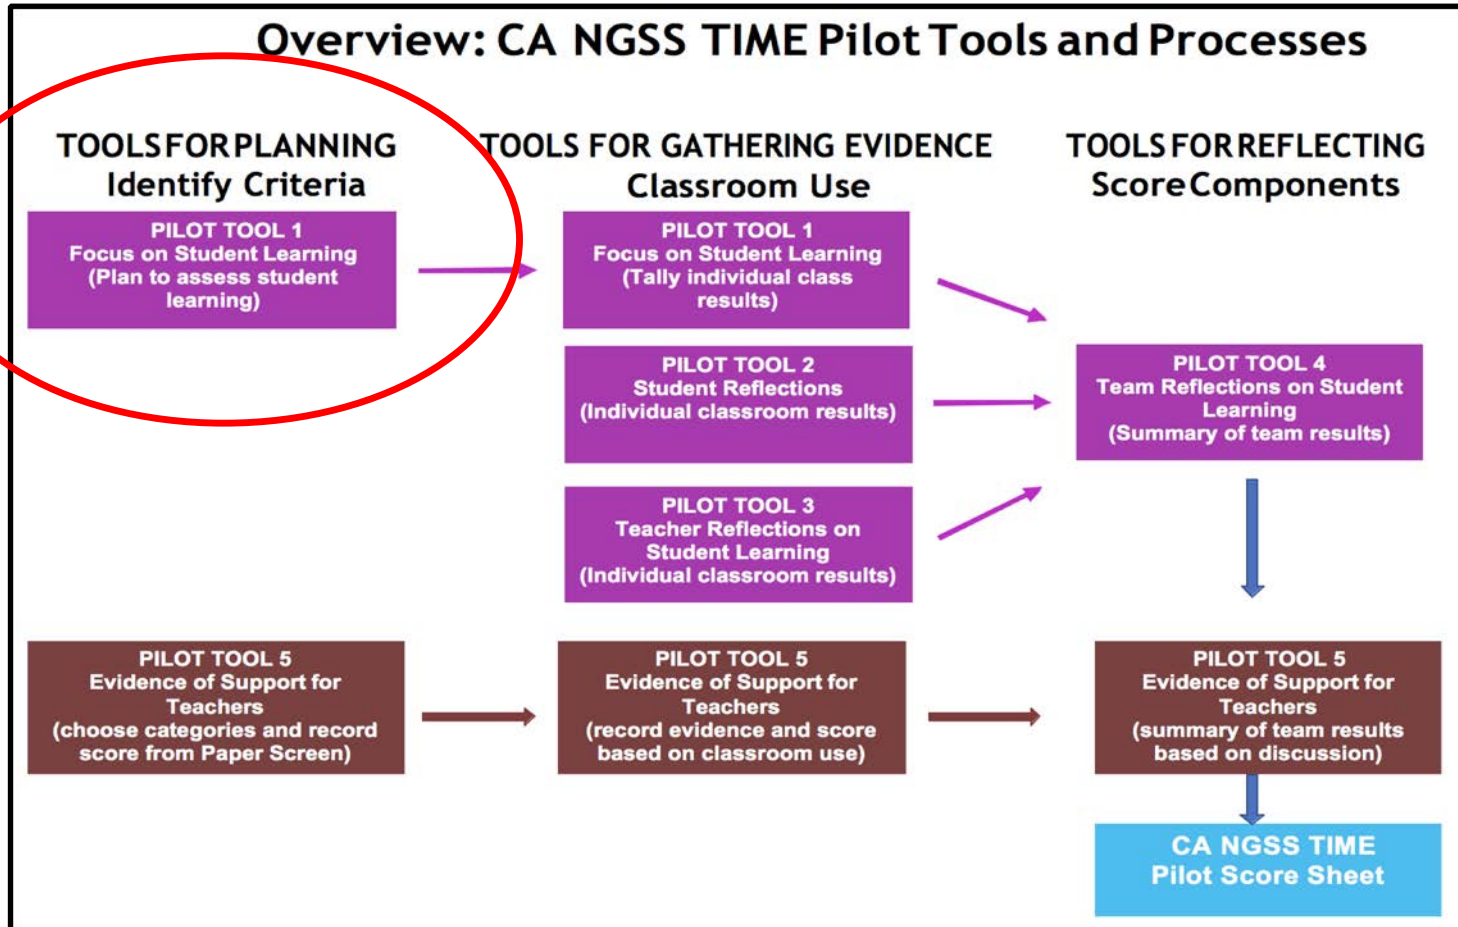 Overview: CA NGSS TIME Pilot Tools and Processes
TOOLS FOR PLANNING
Identify Criteria
PILOT TOOL 1
Focus on Student Learning
(Plan to assess student
learning)
TOOLS FOR GATHERING EVIDENCE
Classroom Use
PILOT TOOL 1
Focus on Student Learning
(Tally individual class
results)
PILOT TOOL 2
Student Reflections
(Individual classroom results)
PILOT TOOL 3
Teacher Reflections on
Student Learning
(Individual classroom results)
TOOLS FOR REFLECTING
Score Components
PILOT TOOL 4
Team Reflections on Student
Learning
(Summary of team results)
PILOT TOOL 5
Evidence of Support for
Teachers
(choose categories and record
score from Paper Screen)
PILOT TOOL 5
Evidence of Support for
Teachers
(record evidence and score
based on classroom use)
PILOT TOOL 5
Evidence of Support for
Teachers
(summary of team results
based on discussion)
CA NGSS TIME
Pilot Score Sheet